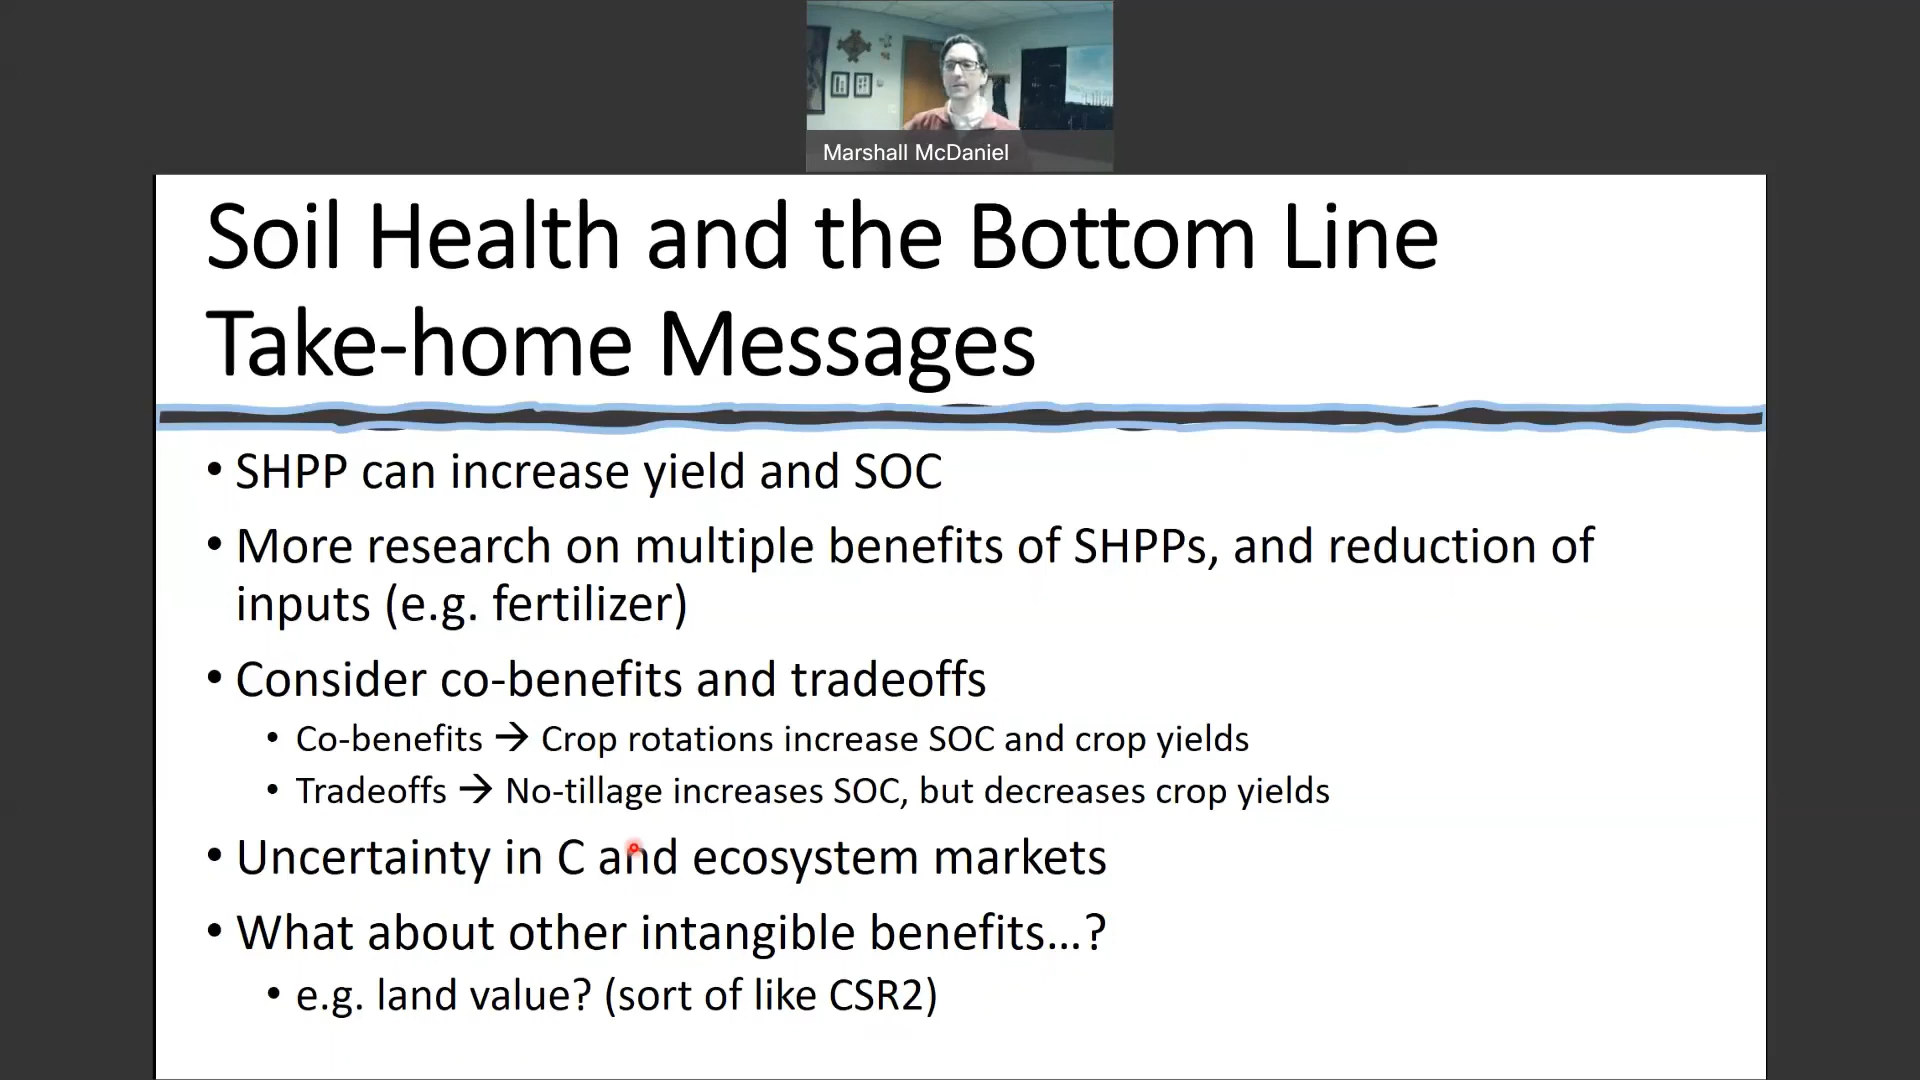 Marshall McDaniel
Soil Health and the Bottom Line
Take-home Messages
• SHPP can increase yield and SOC
• More research on multiple benefits of SHPPs, and reduction of
inputs (e.g. fertilizer)
• Consider co-benefits and tradeoffs
• Co-benefits → Crop rotations increase SOC and crop yields
• Tradeoffs → No-tillage increases SOC, but decreases crop yields
• Uncertainty in C and ecosystem markets
• What about other intangible benefits...?
• e.g. land value? (sort of like CSR2)